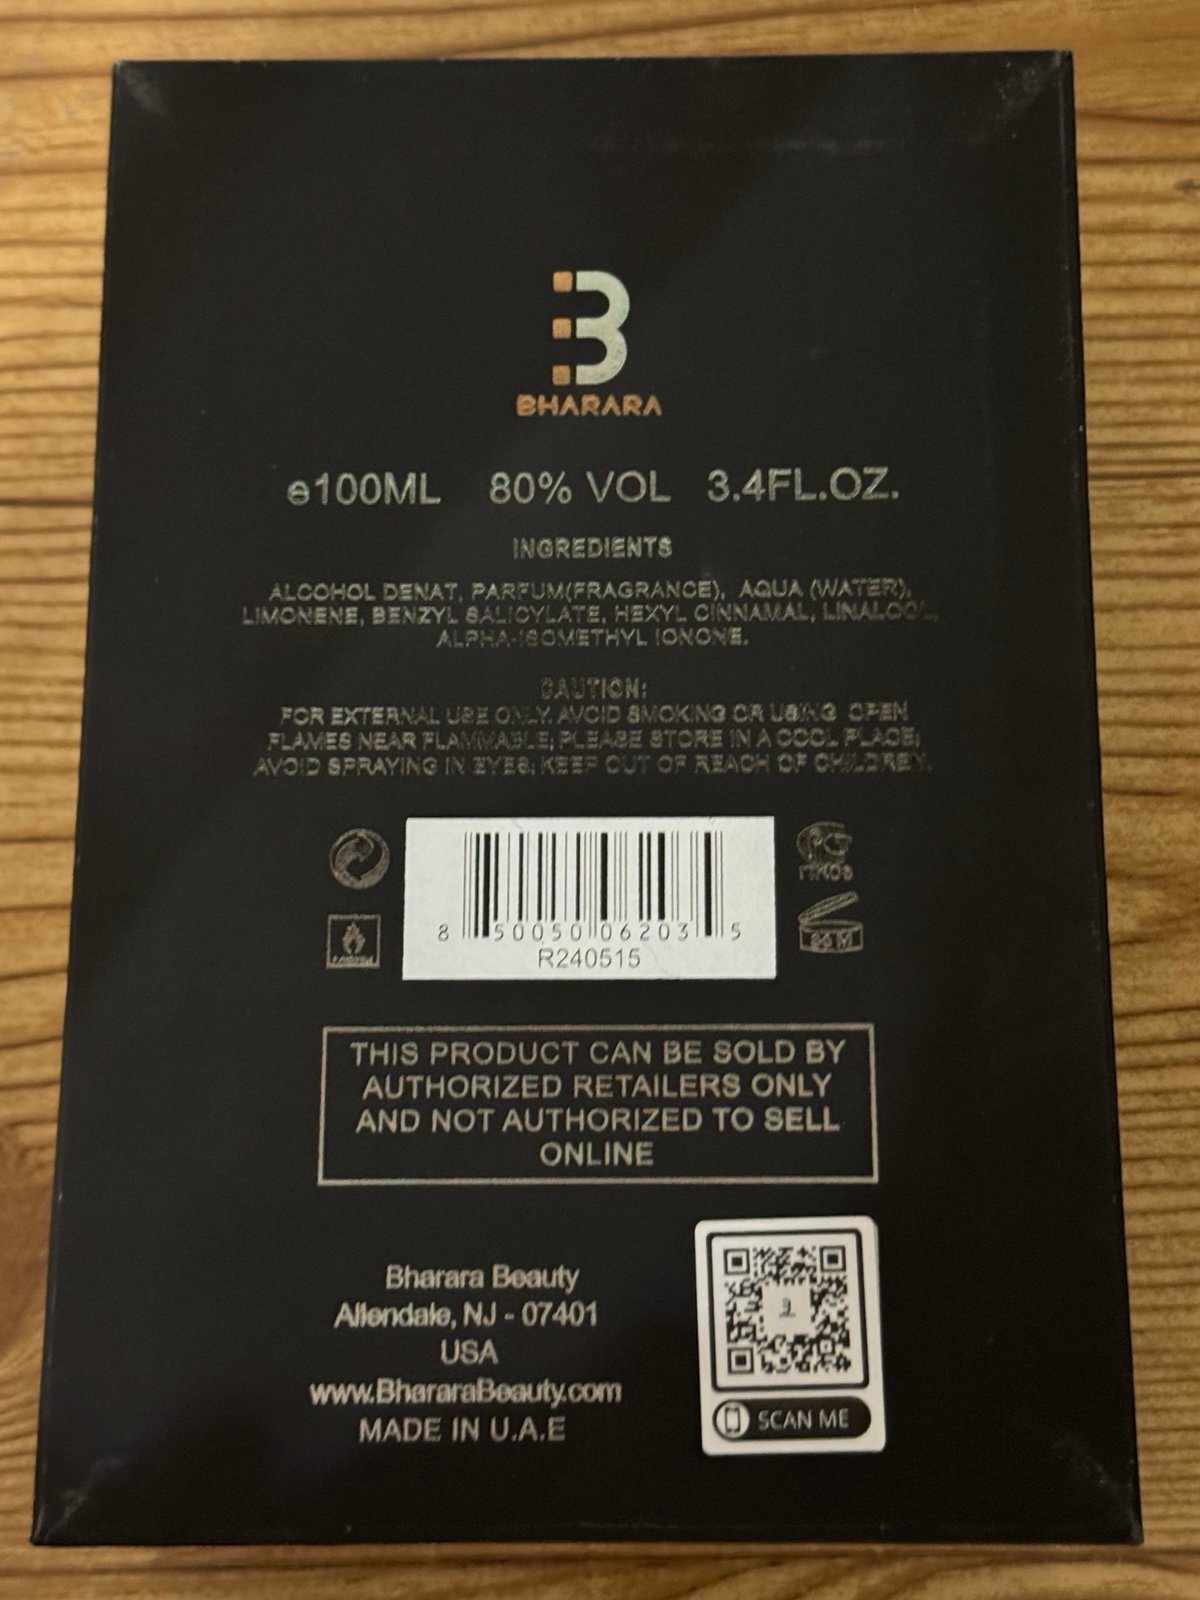 BHARARA
e100ML 80% VOL 3.4FL.OZ.
INGREDIENTS
ALCOHOL DENAT, PARFUM(FRAGRANCE), AQUA (WATER),
LIMONENE, BENZYL SALICYLATE, HEXYL CINNAMAL, LINALOOL,
ALPHA-ISOMETHYL IONONE.
CAUTION:
FOR EXTERNAL USE ONLY. AVOID SMOKING OR USING OPEN
FLAMES NEAR FLAMMABLE; PLEASE STORE IN A COOL PLACE;
AVOID SPRAYING IN EYES; KEEP OUT OF REACH OF CHILDREN.
8 50050 06203 5
R240515
THIS PRODUCT CAN BE SOLD BY
AUTHORIZED RETAILERS ONLY
AND NOT AUTHORIZED TO SELL
ONLINE
Bharara Beauty
Allendale, NJ - 07401
USA
www.BhararaBeauty.com
MADE IN U.A.E
SCAN ME